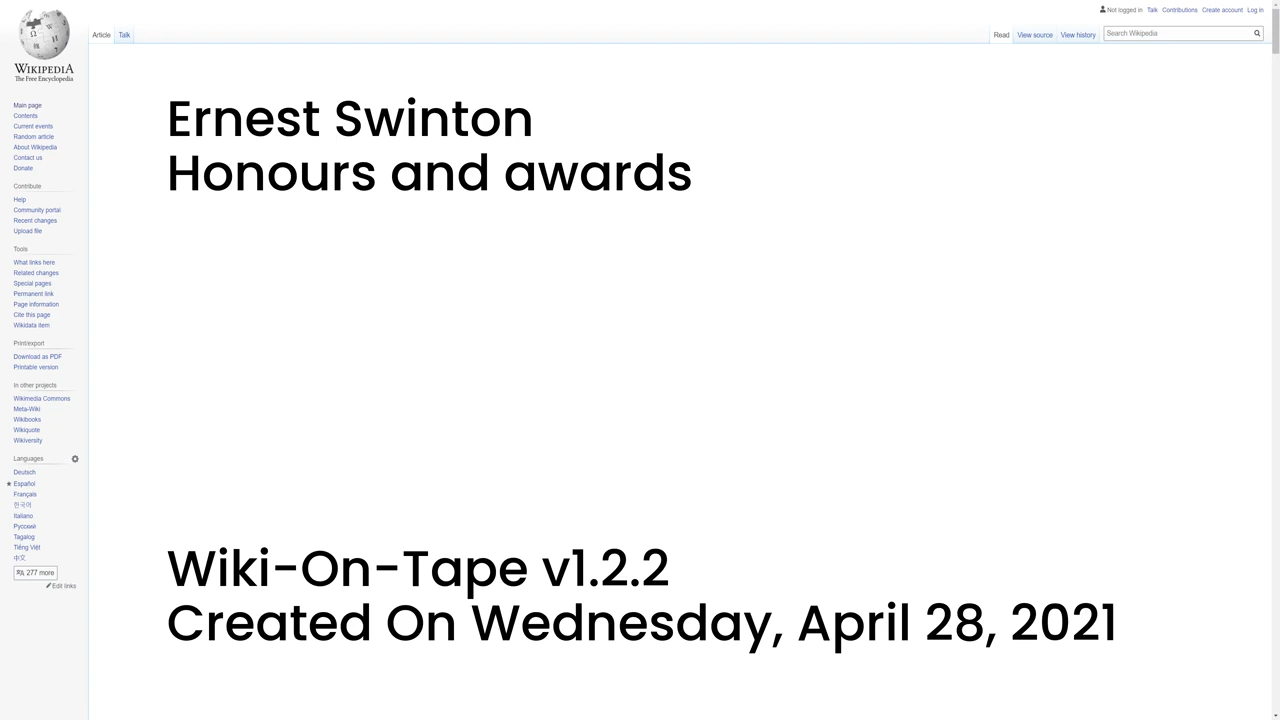 Not logged in Talk Contributions Create account Log in
Article Talk Read View source View history Search Wikipedia
WIKIPEDIA
The Free Encyclopedia
Main page
Contents
Current events
Random article
About Wikipedia
Contact us
Donate
Contribute
Help
Community portal
Recent changes
Upload file
Tools
What links here
Related changes
Special pages
Permanent link
Page information
Cite this page
Wikidata item
Print/export
Download as PDF
Printable version
In other projects
Wikimedia Commons
Meta-Wiki
Wikibooks
Wikiquote
Wikiversity
Languages
Deutsch
Español
Français
한국어
Italiano
Русский
Tagalog
Tiếng Việt
中文
277 more
Edit links
Ernest Swinton
Honours and awards
Wiki-On-Tape v1.2.2
Created On Wednesday, April 28, 2021